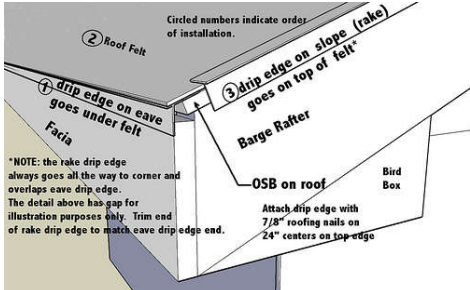 Circled numbers indicate order
of installation.
2 Roof Felt
1 drip edge on eave
goes under felt
3 drip edge on slope (rake)
goes on top of felt*
Facia
Barge Rafter
*NOTE: the rake drip edge
always goes all the way to corner and
overlaps eave drip edge.
The detail above has gap for
illustration purposes only. Trim end
of rake drip edge to match eave drip edge end.
OSB on roof
Bird
Box
Attach drip edge with
7/8" roofing nails on
24" centers on top edge